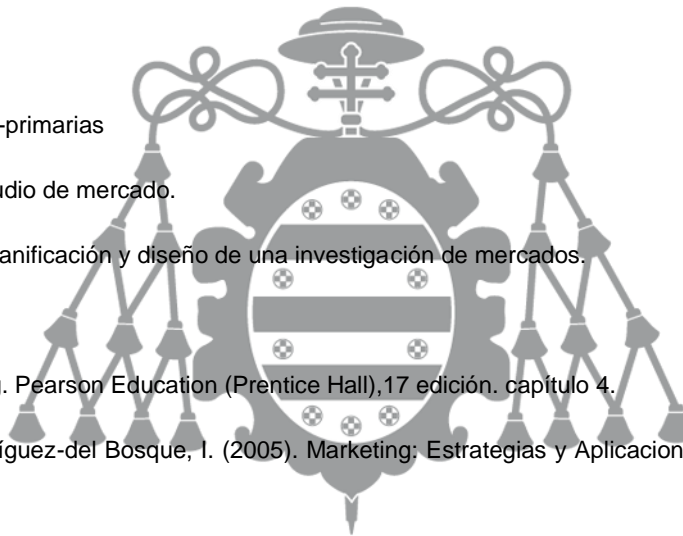 -primarias
udio de mercado.
anificación y diseño de una investigación de mercados.
g. Pearson Education (Prentice Hall),17 edición. capítulo 4.
íguez-del Bosque, I. (2005). Marketing: Estrategias y Aplicacion